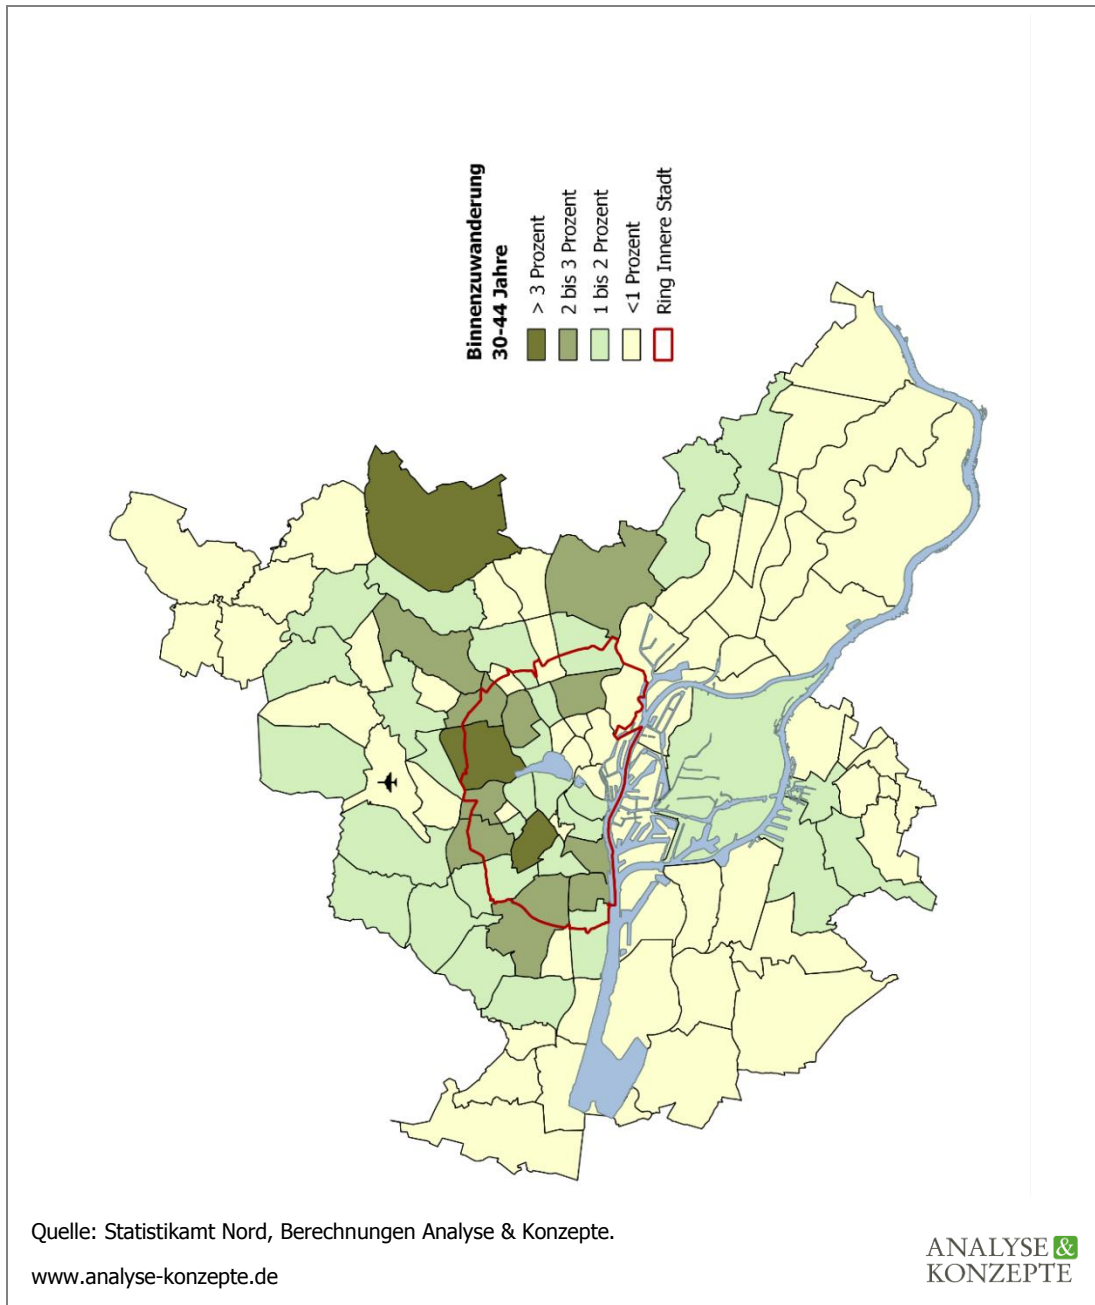 Binnenzuwanderung
30-44 Jahre
> 3 Prozent
2 bis 3 Prozent
1 bis 2 Prozent
<1 Prozent
Ring Innere Stadt
Quelle: Statistikamt Nord, Berechnungen Analyse & Konzepte.
www.analyse-konzepte.de
ANALYSE &
KONZEPTE